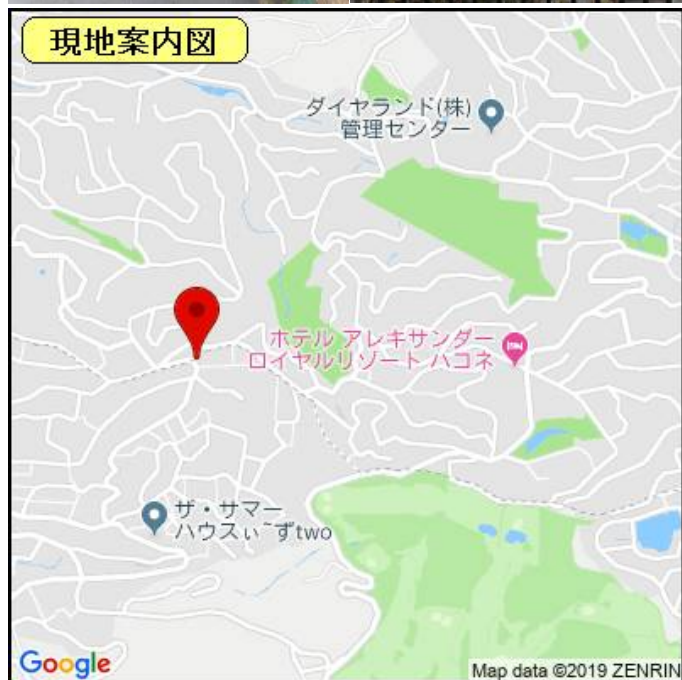 現地案内図
ダイヤランド(株)
管理センター
ホテル アレキサンダー
ロイヤルリゾート ハコネ
ザ・サマー
ハウスぃ~ずtwo
Google
Map data ©2019 ZENRIN